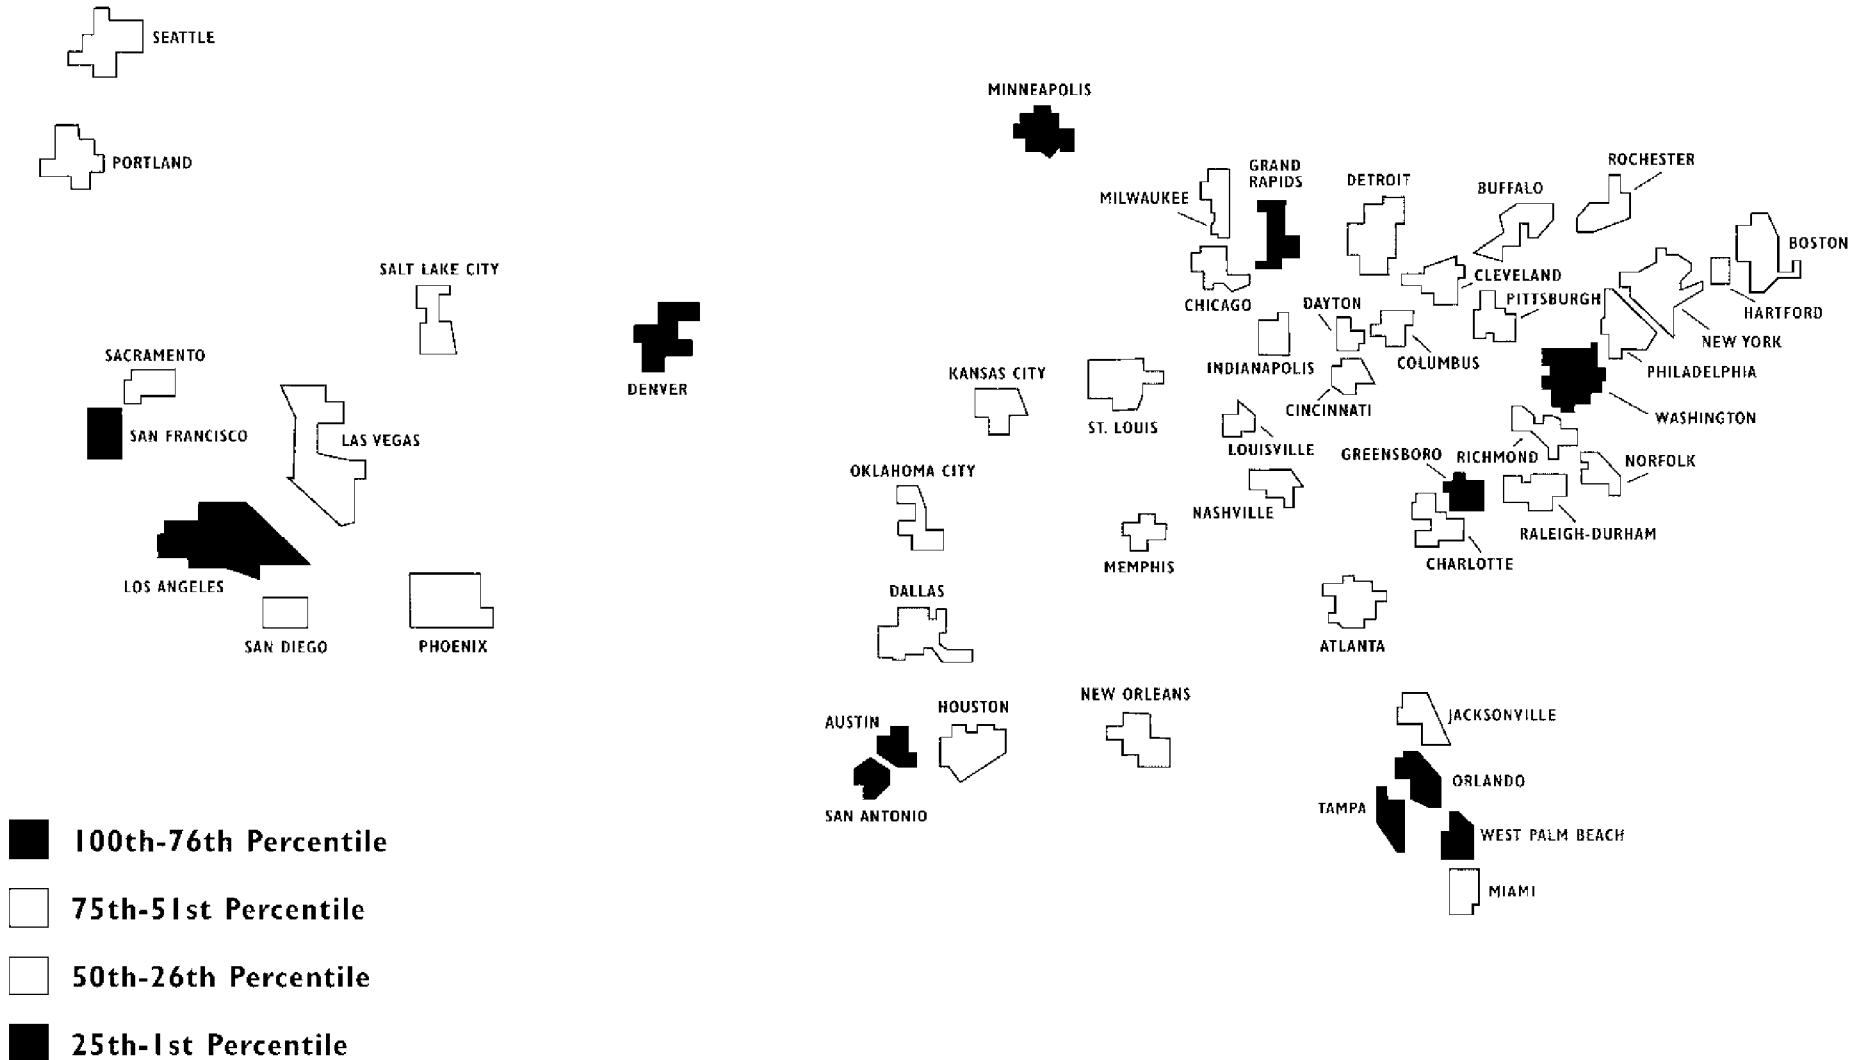 SEATTLE
MINNEAPOLIS
PORTLAND
ROCHESTER
GRAND
RAPIDS
DETROIT
BUFFALO
MILWAUKEE
BOSTON
SALT LAKE CITY
CLEVELAND
PITTSBURGH
CHICAGO
DAYTON
HARTFORD
NEW YORK
SACRAMENTO
COLUMBUS
INDIANAPOLIS
KANSAS CITY
PHILADELPHIA
DENVER
CINCINNATI
WASHINGTON
ST. LOUIS
SAN FRANCISCO
LAS VEGAS
LOUISVILLE
GREENSBORO
RICHMOND
NORFOLK
OKLAHOMA CITY
NASHVILLE
RALEIGH-DURHAM
MEMPHIS
CHARLOTTE
LOS ANGELES
DALLAS
SAN DIEGO
PHOENIX
ATLANTA
NEW ORLEANS
HOUSTON
AUSTIN
JACKSONVILLE
ORLANDO
TAMPA
SAN ANTONIO
WEST PALM BEACH
MIAMI
100th-76th Percentile
75th-51st Percentile
50th-26th Percentile
25th-1st Percentile